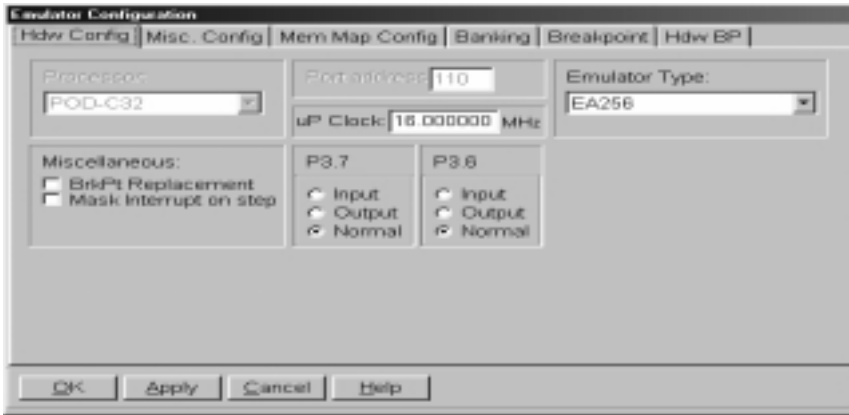 Emulator Configuration
Hdw Config Misc. Config Mem Map Config Banking Breakpoint Hdw BP
Processor:
POD-C32
Port address 110
uP Clock: 16.000000 MHz
Emulator Type:
EA256
Miscellaneous:
BrkPt Replacement
Mask Interrupt on step
P3.7
Input
Output
Normal
P3.6
Input
Output
Normal
OK Apply Cancel Help